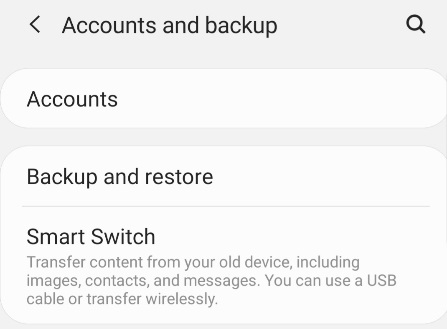 Accounts and backup
Accounts
Backup and restore
Smart Switch
Transfer content from your old device, including
images, contacts, and messages. You can use a USB
cable or transfer wirelessly.